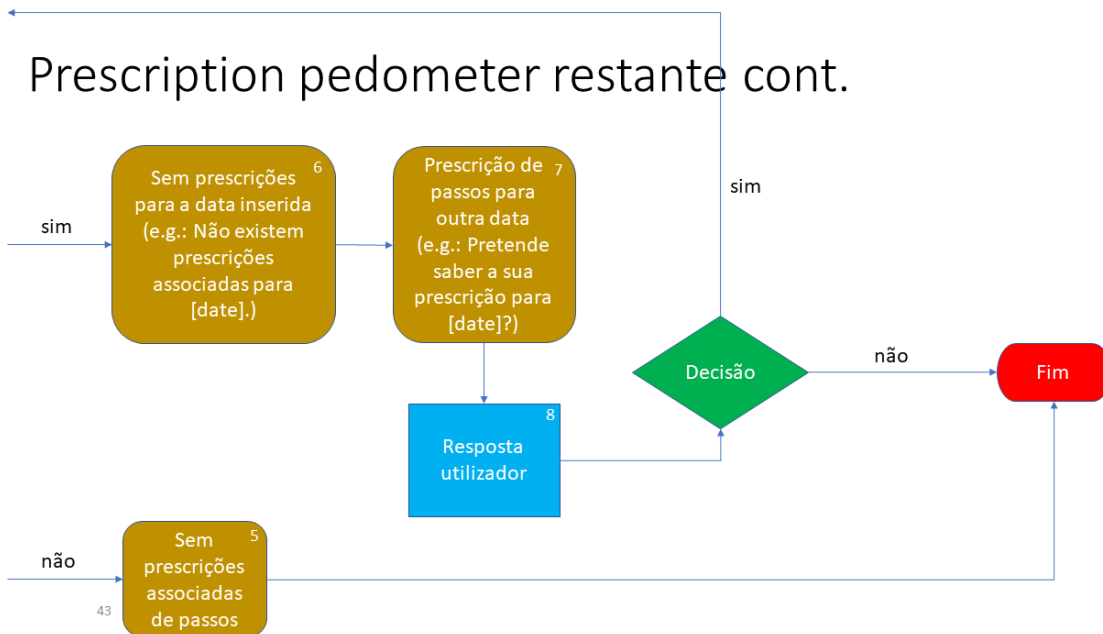 Prescription pedometer restante cont.
sim
6
Sem prescrições
para a data inserida
(e.g.: Não existem
prescrições
associadas para
[date].)
7
Prescrição de
passos para
outra data
(e.g.: Pretende
saber a sua
prescrição para
[date]?)
sim
Decisão
não
Fim
8
Resposta
utilizador
não
5
Sem
prescrições
associadas
de passos
43